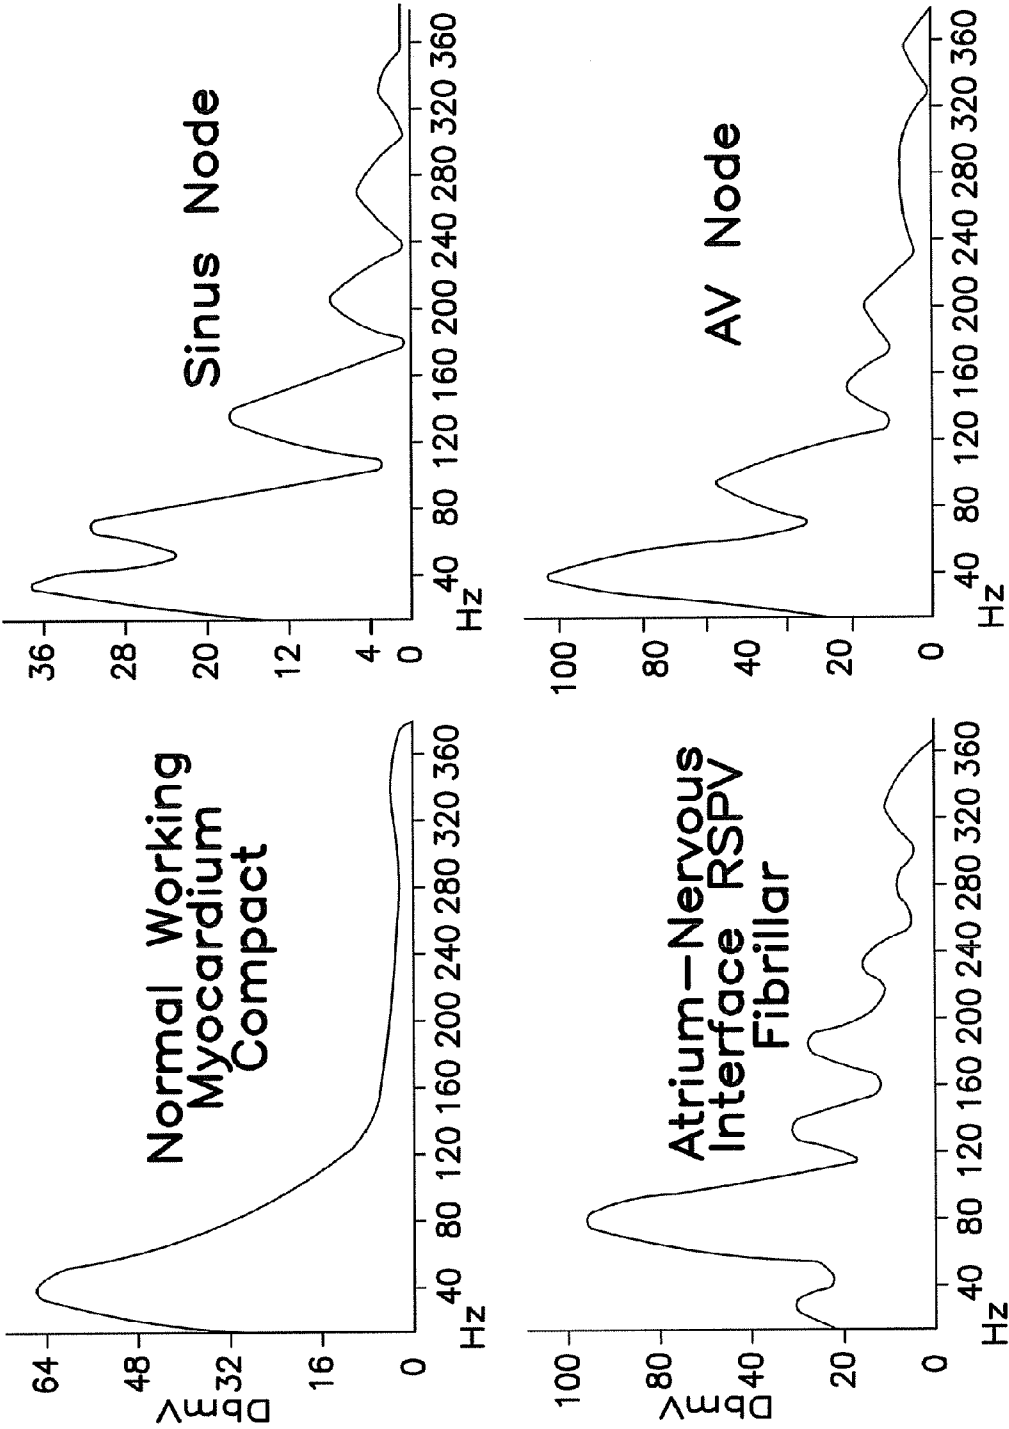 DbmV
64
48
32
16
0
Normal Working
Myocardium
Compact
Hz
40 80 120 160 200 240 280 320 360
36
28
20
12
4
0
Sinus Node
Hz
40 80 120 160 200 240 280 320 360
DbmV
100
80
40
20
0
Atrium-Nervous
Interface RSPV
Fibrillar
Hz
40 80 120 160 200 240 280 320 360
100
80
40
20
0
AV Node
Hz
40 80 120 160 200 240 280 320 360